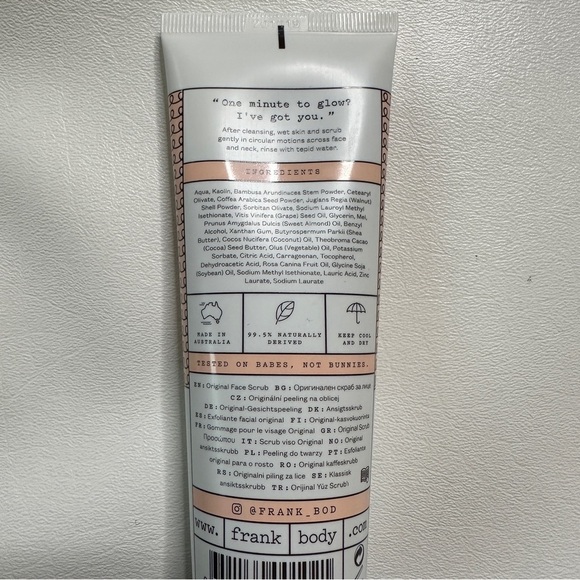 “One minute to glow?
I've got you.”
After cleansing, wet skin and scrub
gently in circular motions across face
and neck, rinse with tepid water.
INGREDIENTS
Aqua, Kaolin, Bambusa Arundinacea Stem Powder, Cetearyl
Olivate, Coffea Arabica Seed Powder, Juglans Regia (Walnut)
Shell Powder, Sorbitan Olivate, Sodium Lauroyl Methyl
Isethionate, Vitis Vinifera (Grape) Seed Oil, Glycerin, Mel,
Prunus Amygdalus Dulcis (Sweet Almond) Oil, Benzyl
Alcohol, Xanthan Gum, Butyrospermum Parkii (Shea
Butter), Cocos Nucifera (Coconut) Oil, Theobroma Cacao
(Cocoa) Seed Butter, Olus (Vegetable) Oil, Potassium
Sorbate, Citric Acid, Carrageenan, Tocopherol,
Dehydroacetic Acid, Rosa Canina Fruit Oil, Glycine Soja
(Soybean) Oil, Sodium Methyl Isethionate, Lauric Acid, Zinc
Laurate, Sodium Laurate
MADE IN
AUSTRALIA
99.5% NATURALLY
DERIVED
KEEP COOL
AND DRY
TESTED ON BABES, NOT BUNNIES.
EN: Original Face Scrub BG: Оригинален скраб за лице
CZ: Originální peeling na obličej
DE: Original-Gesichtspeeling DK: Ansigtsskrub
ES: Exfoliante facial original FI: Original-kasvokuorinta
FR: Gommage pour le visage Original GR: Original Scrub
Προσώπου IT: Scrub viso Original NO: Original
ansiktsskrubb PL: Peeling do twarzy PT: Esfoliante
original para o rosto RO: Original kaffeskrubb
RS: Originalni piling za lice SE: Klassisk
ansiktsskrubb TR: Orijinal Yüz Scrub'ı
@FRANK_BOD
www. frank body .com